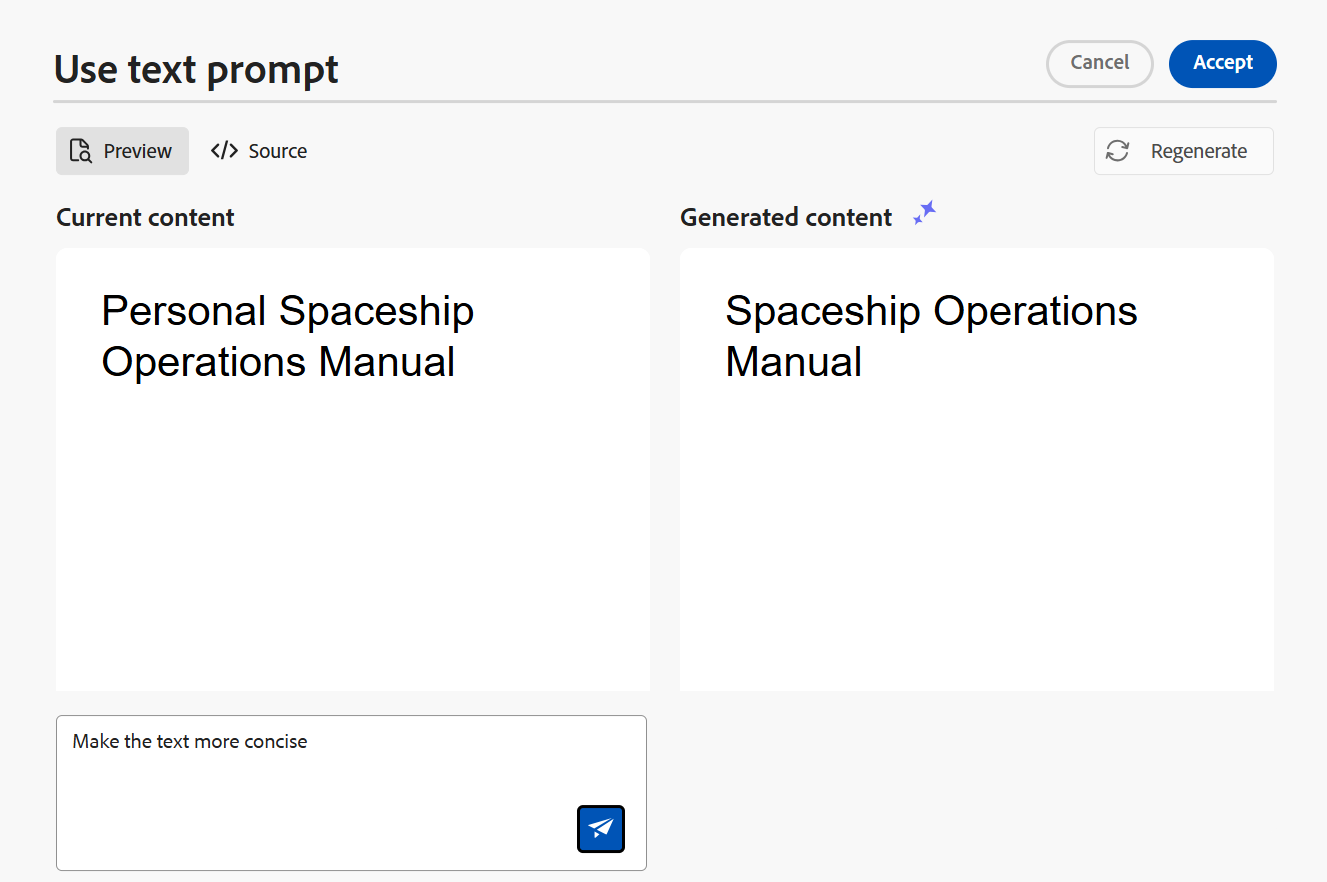 Use text prompt
Cancel
Accept
Preview
</> Source
Regenerate
Current content
Generated content
Personal Spaceship
Operations Manual
Spaceship Operations
Manual
Make the text more concise